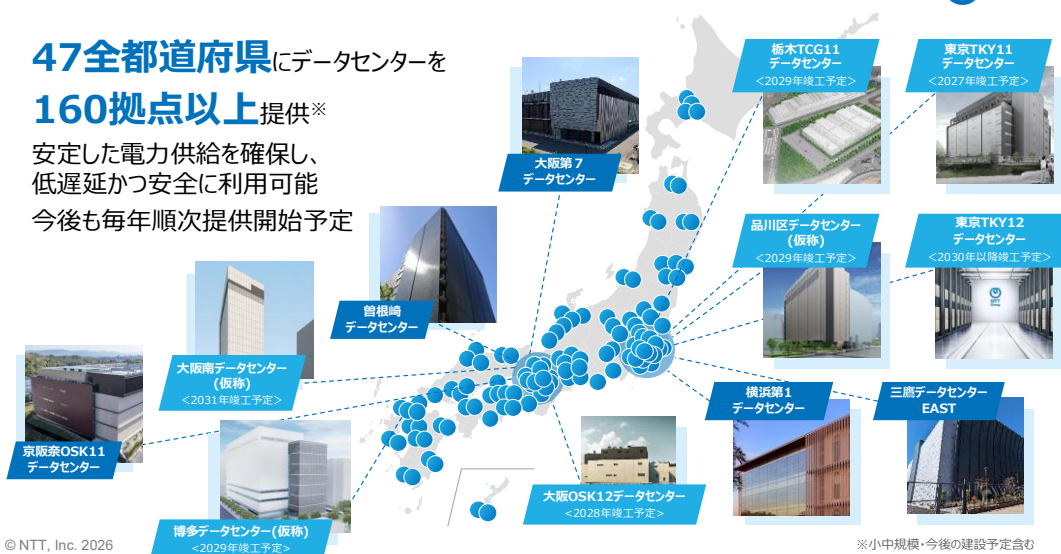 47全都道府県にデータセンターを
160拠点以上提供※
安定した電力供給を確保し、
低遅延かつ安全に利用可能
今後も毎年順次提供開始予定
大阪第7
データセンター
栃木TCG11
データセンター
<2029年竣工予定>
東京TKY11
データセンター
<2027年竣工予定>
曽根崎
データセンター
品川区データセンター
(仮称)
<2029年竣工予定>
東京TKY12
データセンター
<2030年以降竣工予定>
NTT
Group
大阪南データセンター
(仮称)
<2031年竣工予定>
京阪奈OSK11
データセンター
横浜第1
データセンター
三鷹データセンター
EAST
博多データセンター(仮称)
<2029年竣工予定>
大阪OSK12データセンター
<2028年竣工予定>
© NTT, Inc. 2026
※小中規模・今後の建設予定含む